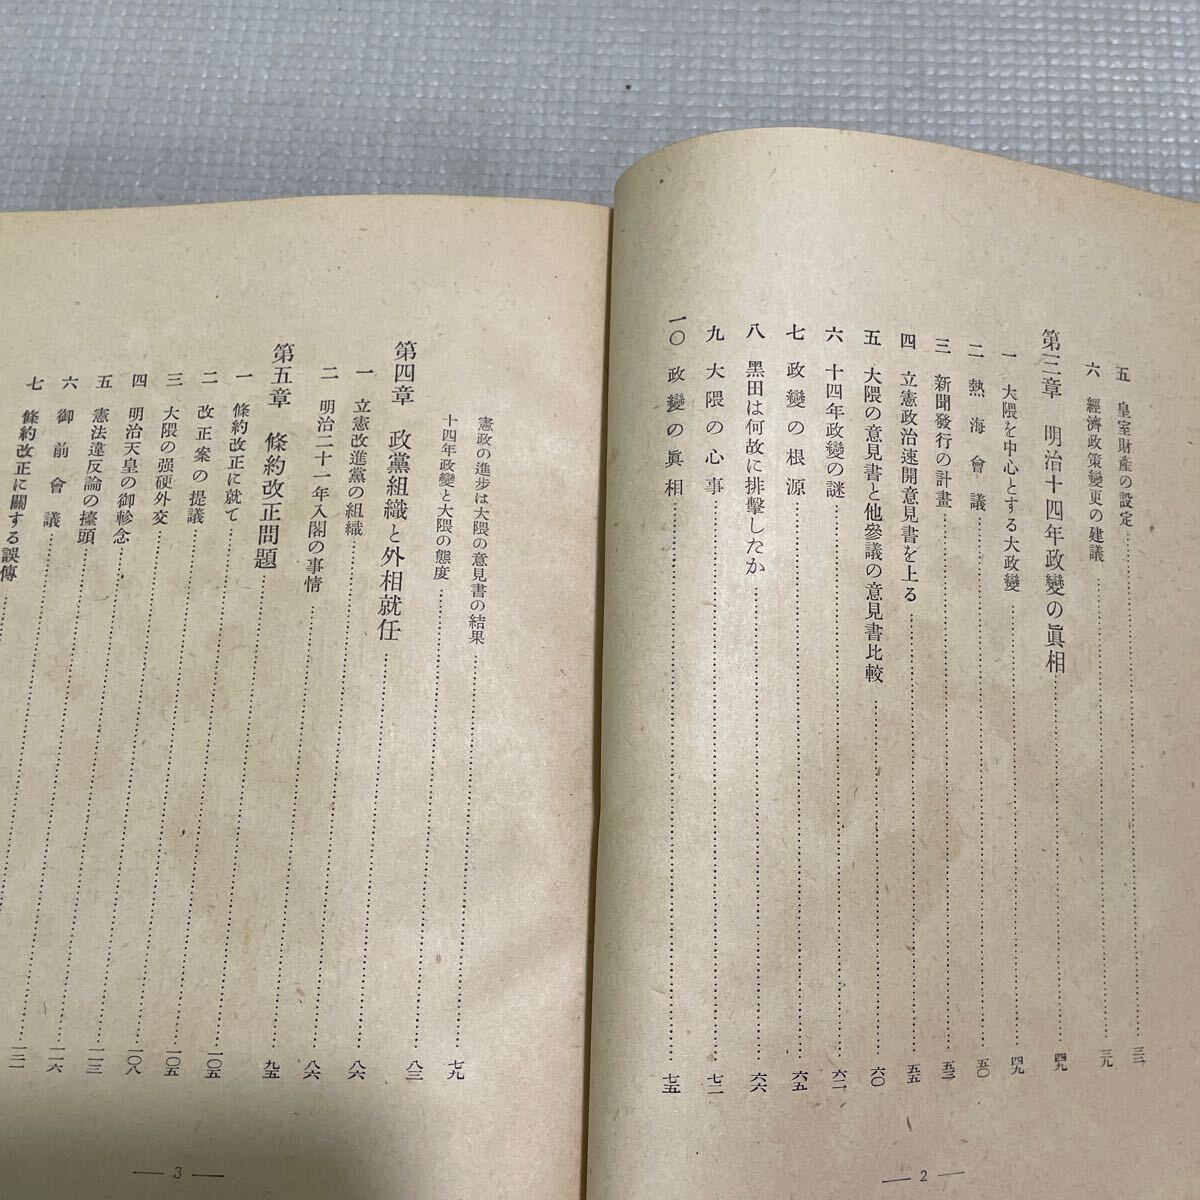 五 皇室財產の設定……三三
六 經濟政策變更の建議……三九
第三章 明治十四年政變の眞相……四九
一 大隈を中心とする大政變……四九
二 熱海會議……五〇
三 新聞發行の計畫……五三
四 立憲政治速開意見書を上る……五五
五 大隈の意見書と他參議の意見書比較……六〇
六 十四年政變の謎……六二
七 政變の根源……六五
八 黑田は何故に排擊したか……六六
九 大隈の心事……七二
一〇 政變の眞相……七五
— 2 —
憲政の進步は大隈の意見書の結果……七九
十四年政變と大隈の態度……
第四章 政黨組織と外相就任……八三
一 立憲改進黨の組織……八六
二 明治二十一年入閣の事情……八六
第五章 條約改正問題……九五
一 條約改正に就て……
二 改正案の提議……一〇五
三 大隈の强硬外交……一〇五
四 明治天皇の御軫念……一〇八
五 憲法違反論の擡頭……一一三
六 御前會議……一一六
七 條約改正に關する誤傳……一二一
— 3 —